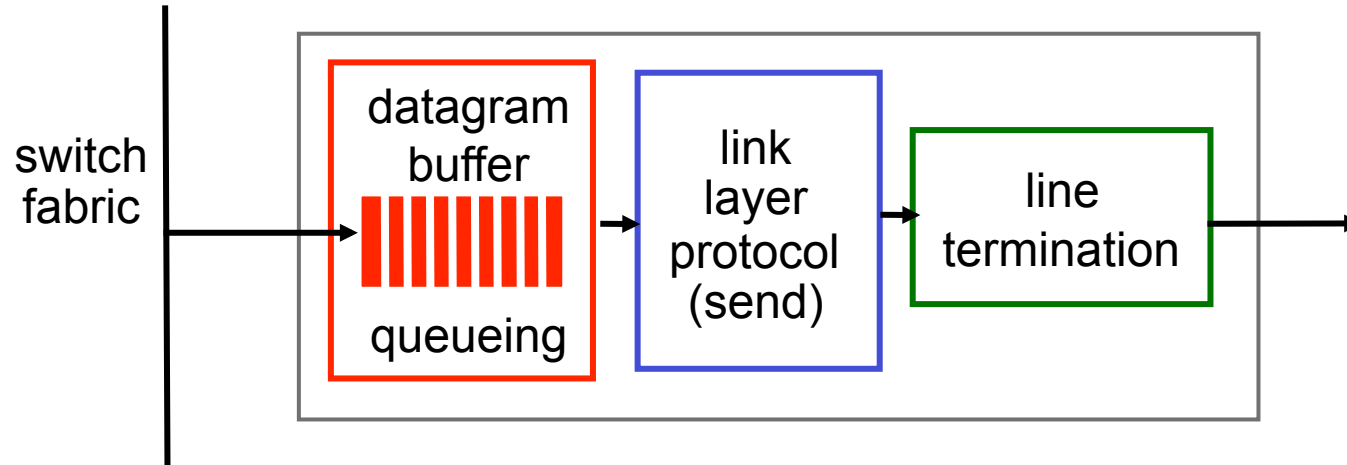 switch
fabric
datagram
buffer
queueing
link
layer
protocol
(send)
line
termination